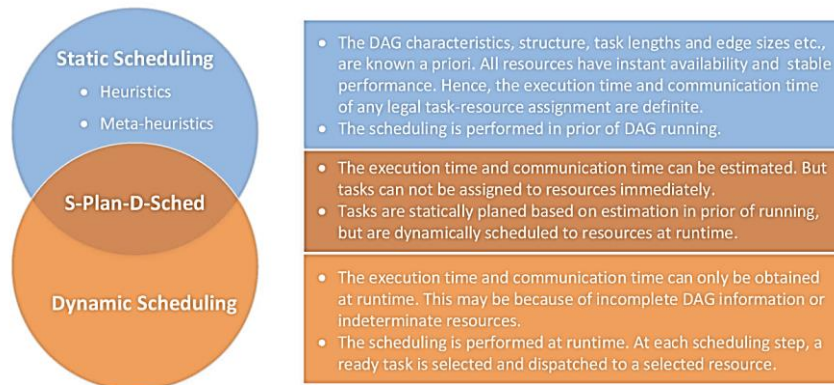 Static Scheduling
• Heuristics
• Meta-heuristics
S-Plan-D-Sched
Dynamic Scheduling
• The DAG characteristics, structure, task lengths and edge sizes etc.,
are known a priori. All resources have instant availability and stable
performance. Hence, the execution time and communication time
of any legal task-resource assignment are definite.
• The scheduling is performed in prior of DAG running.
• The execution time and communication time can be estimated. But
tasks can not be assigned to resources immediately.
• Tasks are statically planed based on estimation in prior of running,
but are dynamically scheduled to resources at runtime.
• The execution time and communication time can only be obtained
at runtime. This may be because of incomplete DAG information or
indeterminate resources.
• The scheduling is performed at runtime. At each scheduling step, a
ready task is selected and dispatched to a selected resource.